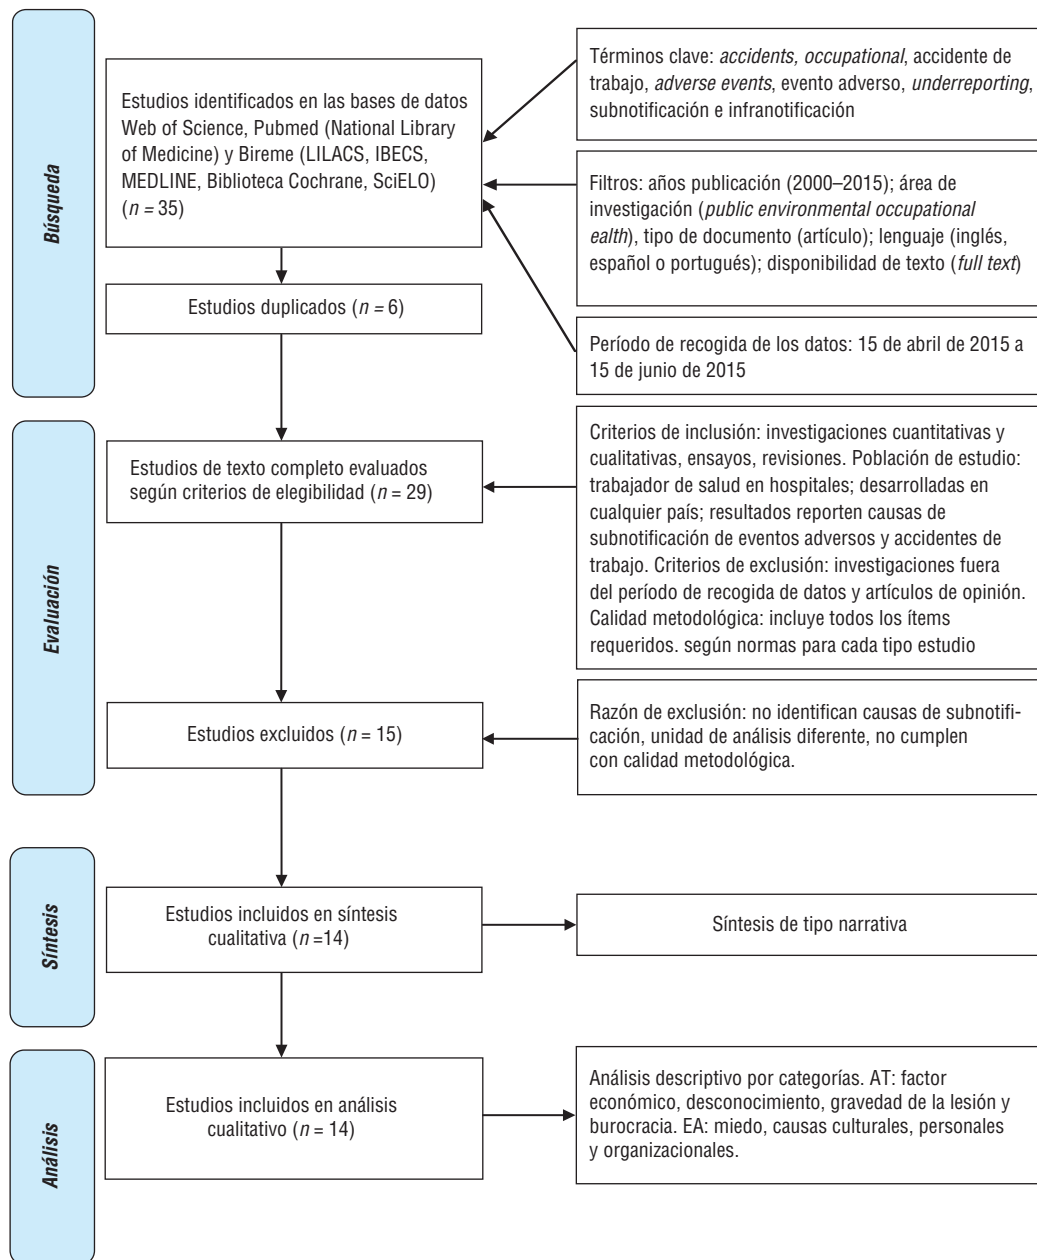 Búsqueda
Estudios identificados en las bases de datos
Web of Science, Pubmed (National Library
of Medicine) y Bireme (LILACS, IBECS,
MEDLINE, Biblioteca Cochrane, SciELO)
(n = 35)
Términos clave: accidents, occupational, accidente de
trabajo, adverse events, evento adverso, underreporting,
subnotificación e infranotificación
Filtros: años publicación (2000–2015); área de
investigación (public environmental occupational
ealth), tipo de documento (artículo); lenguaje (inglés,
español o portugués); disponibilidad de texto (full text)
Estudios duplicados (n = 6)
Período de recogida de los datos: 15 de abril de 2015 a
15 de junio de 2015
Evaluación
Estudios de texto completo evaluados
según criterios de elegibilidad (n = 29)
Criterios de inclusión: investigaciones cuantitativas y
cualitativas, ensayos, revisiones. Población de estudio:
trabajador de salud en hospitales; desarrolladas en
cualquier país; resultados reporten causas de
subnotificación de eventos adversos y accidentes de
trabajo. Criterios de exclusión: investigaciones fuera
del período de recogida de datos y artículos de opinión.
Calidad metodológica: incluye todos los ítems
requeridos. según normas para cada tipo estudio
Estudios excluidos (n = 15)
Razón de exclusión: no identifican causas de subnotifi-
cación, unidad de análisis diferente, no cumplen
con calidad metodológica.
Síntesis
Estudios incluidos en síntesis
cualitativa (n =14)
Síntesis de tipo narrativa
Análisis
Estudios incluidos en análisis
cualitativo (n = 14)
Análisis descriptivo por categorías. AT: factor
económico, desconocimiento, gravedad de la lesión y
burocracia. EA: miedo, causas culturales, personales
y organizacionales.